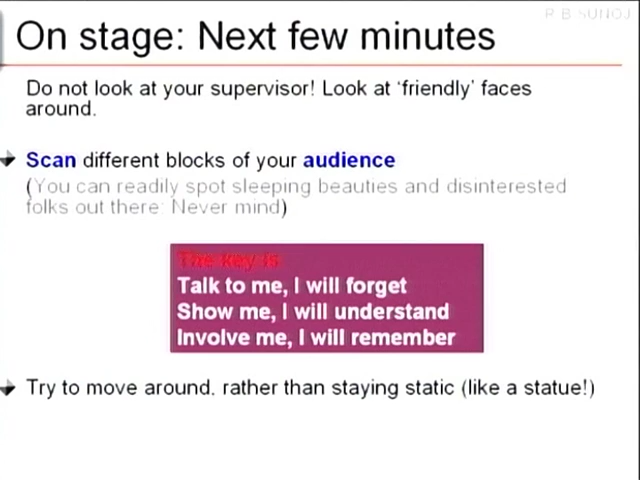 R B SUNOJ
On stage: Next few minutes
Do not look at your supervisor! Look at ‘friendly’ faces
around.
Scan different blocks of your audience
(You can readily spot sleeping beauties and disinterested
folks out there: Never mind)
The key is
Talk to me, I will forget
Show me, I will understand
Involve me, I will remember
Try to move around, rather than staying static (like a statue!)